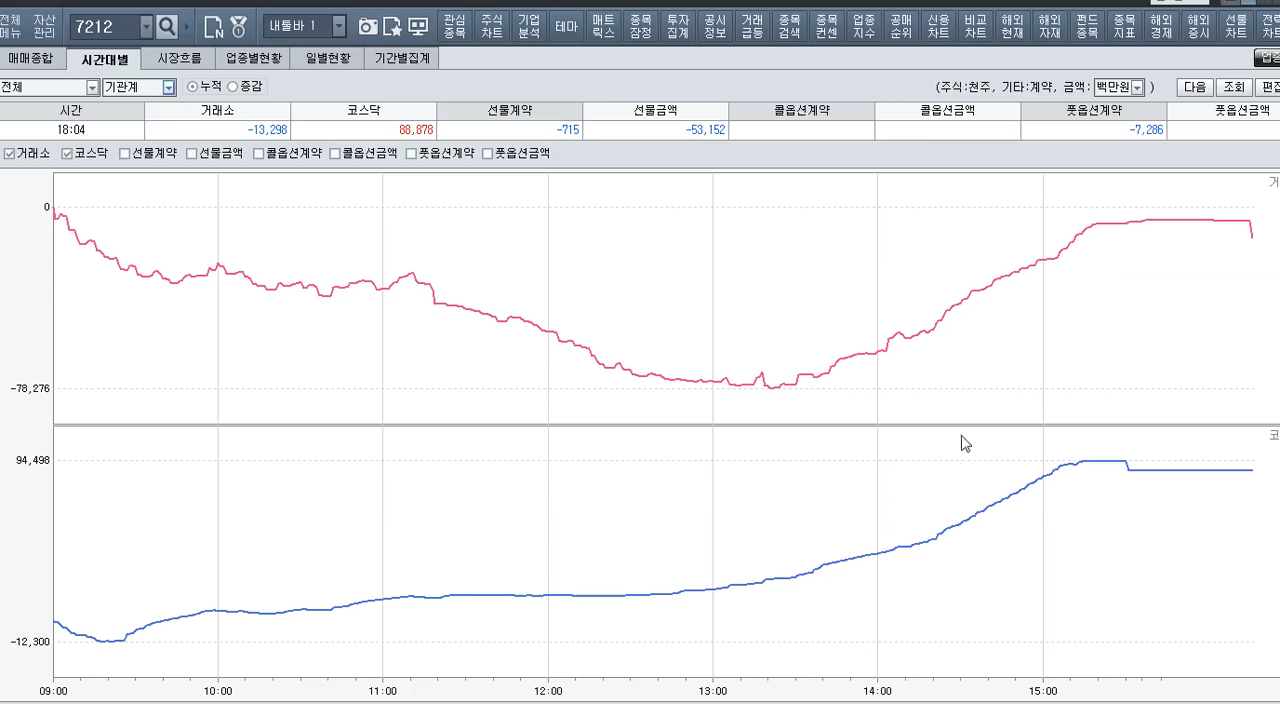 전체 자산 7212 내툴바 1 관심 주식 기업 테마 매트 종목 투자 공시 거래 종목 종목 업종 공매 신용 비교 해외 해외 펀드 종목 해외 해외 선물
메뉴 관리 종목 차트 분석 릭스 잠정 집계 정보 급등 검색 컨센 지수 순위 차트 차트 현재 자재 종목 지표 경제 증시 차트
매매종합 시간대별 시장흐름 업종별현황 일별현황 기간별집계
전체 기관계 누적 증감 (주식:천주, 기타:계약, 금액: 백만원 ) 다음 조회 편집
시간 거래소 코스닥 선물계약 선물금액 콜옵션계약 콜옵션금액 풋옵션계약 풋옵션금액
18:04 -13,298 88,878 -715 -53,152 -7,286
거래소 코스닥 선물계약 선물금액 콜옵션계약 콜옵션금액 풋옵션계약 풋옵션금액
0
-78,276
94,498
-12,300
09:00 10:00 11:00 12:00 13:00 14:00 15:00